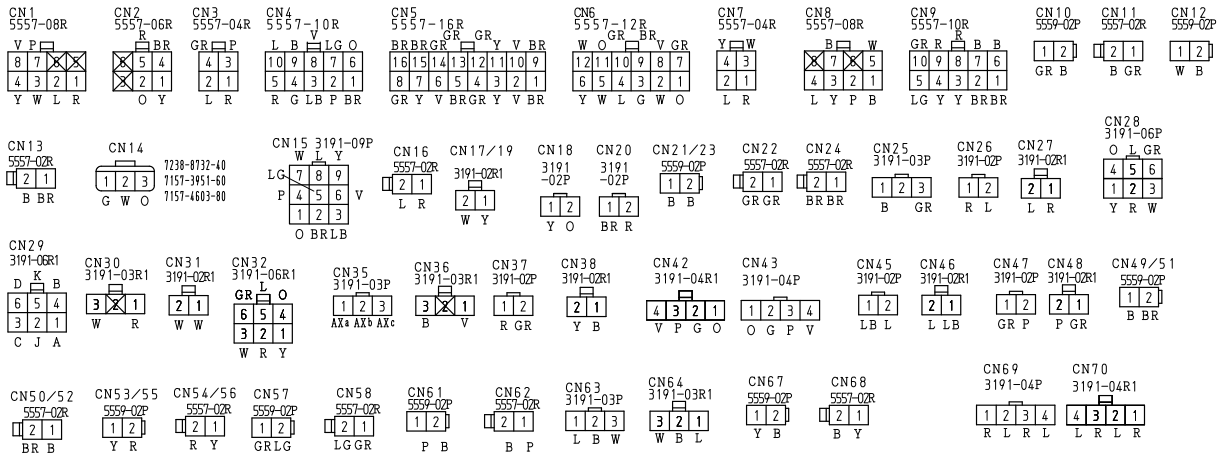 CN1
5557-08R
V P
8 7 6 5
4 3 2 1
Y W L R
CN2
5557-06R
R
BR
6 5 4
3 2 1
O Y
CN3
5557-04R
GR P
4 3
2 1
L R
CN4
5557-10R
V
L B LG O
10 9 8 7 6
5 4 3 2 1
R G LB P BR
CN5
5557-16R
GR GR
BR BR GR Y V BR
16 15 14 13 12 11 10 9
8 7 6 5 4 3 2 1
GR Y V BR GR Y V BR
CN6
5557-12R
GR BR
W O V GR
12 11 10 9 8 7
6 5 4 3 2 1
Y W L G W O
CN7
5557-04R
Y W
4 3
2 1
L R
CN8
5557-08R
B W
8 7 6 5
4 3 2 1
L Y P B
CN9
5557-10R
R
GR R B B
10 9 8 7 6
5 4 3 2 1
LG Y Y BR BR
CN10
5559-02P
1 2
GR B
CN11
5557-02R
2 1
B GR
CN12
5559-02P
1 2
W B
CN13
5557-02R
2 1
B BR
CN14
1 2 3
G W O
7238-8732-40
7157-3951-60
7157-4603-80
CN15 3191-09P
W L Y
LG
7 8 9
P 4 5 6 V
1 2 3
O BR LB
CN16
5557-02R
2 1
L R
CN17/19
3191-02R1
2 1
W Y
CN18
3191
-02P
1 2
Y O
CN20
3191
-02P
1 2
BR R
CN21/23
5559-02P
1 2
B B
CN22
5557-02R
2 1
GR GR
CN24
5557-02R
2 1
BR BR
CN25
3191-03P
1 2 3
B GR
CN26
3191-02P
1 2
R L
CN27
3191-02R1
2 1
L R
CN28
3191-06P
O L GR
4 5 6
1 2 3
Y R W
CN29
3191-06R1
D K B
6 5 4
3 2 1
C J A
CN30
3191-03R1
3 2 1
W R
CN31
3191-02R1
2 1
W W
CN32
3191-06R1
L
GR O
6 5 4
3 2 1
W R Y
CN35
3191-03P
1 2 3
AXa AXb AXc
CN36
3191-03R1
3 2 1
B V
CN37
3191-02P
1 2
R GR
CN38
3191-02R1
2 1
Y B
CN42
3191-04R1
4 3 2 1
V P G O
CN43
3191-04P
1 2 3 4
O G P V
CN45
3191-02P
1 2
LB L
CN46
3191-02R1
2 1
L LB
CN47
3191-02P
1 2
GR P
CN48
3191-02R1
2 1
P GR
CN49/51
5559-02P
1 2
B BR
CN50/52
5557-02R
2 1
BR B
CN53/55
5559-02P
1 2
Y R
CN54/56
5557-02R
2 1
R Y
CN57
5559-02P
1 2
GR LG
CN58
5557-02R
2 1
LG GR
CN61
5559-02P
1 2
P B
CN62
5557-02R
2 1
B P
CN63
3191-03P
1 2 3
L B W
CN64
3191-03R1
3 2 1
W B L
CN67
5559-02P
1 2
Y B
CN68
5557-02R
2 1
B Y
CN69
3191-04P
1 2 3 4
R L R L
CN70
3191-04R1
4 3 2 1
L R L R